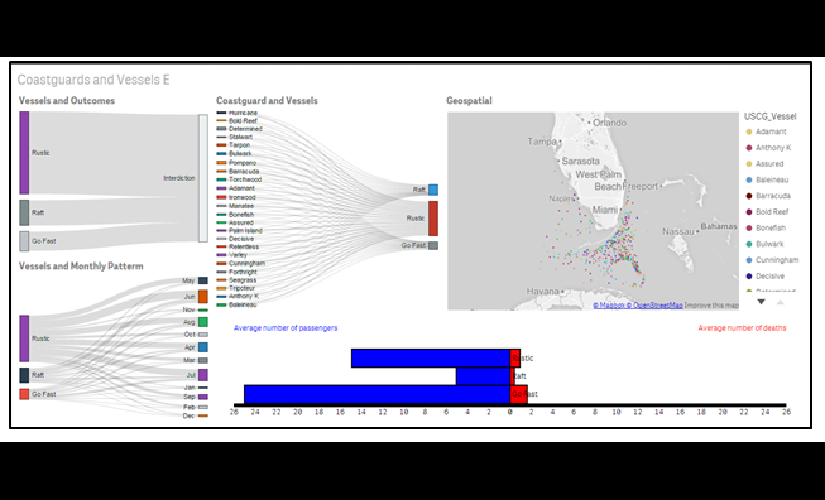 Coastguards and Vessels E
Vessels and Outcomes
Rustic
Raft
Go Fast
Interdiction
Coastguard and Vessels
Hurricane
Bold Reef
Determined
Stalwart
Tarpon
Bulwark
Pompano
Barracuda
Torchwood
Adamant
Ironwood
Manatee
Bonefish
Assured
Palm Island
Decisive
Relentless
Varley
Cunningham
Forthright
Seagrass
Tripoteur
Anthony K
Baleineau
Raft
Rustic
Go Fast
Geospatial
Orlando
Tampa
Sarasota
West Palm
Beach
Freeport
Naples
Miami
Nassau
Bahamas
Havana
© Mapbox © OpenStreetMap Improve this map
USCG_Vessel
Adamant
Anthony K
Assured
Baleineau
Barracuda
Bold Reef
Bonefish
Bulwark
Cunningham
Decisive
Determined
Vessels and Monthly Patterm
Rustic
Raft
Go Fast
May
Jun
Nov
Aug
Oct
Apr
Mar
Jul
Jan
Sep
Feb
Dec
Average number of passengers
Average number of deaths
Rustic
Raft
Go Fast
26 24 22 20 18 16 14 12 10 8 6 4 2 0 2 4 6 8 10 12 14 16 18 20 22 24 26